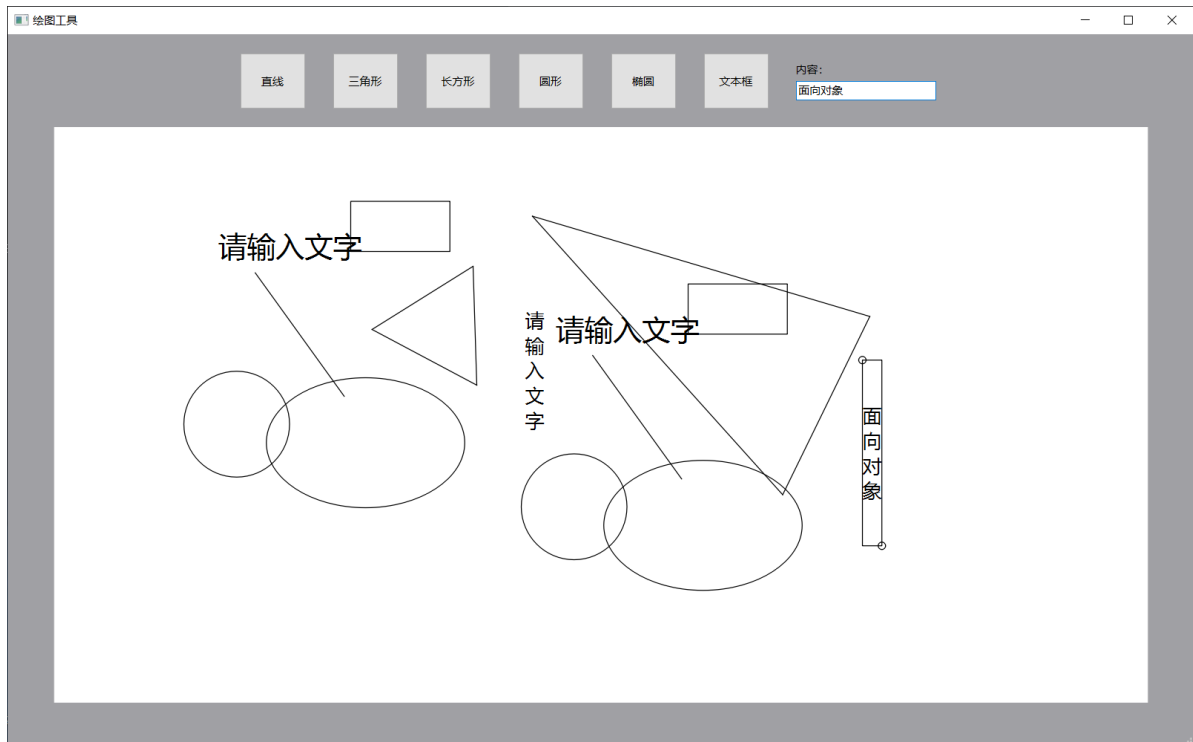 绘图工具
直线
三角形
长方形
圆形
椭圆
文本框
内容：
面向对象
请输入文字
请输入文字
请输入文字
面向对象